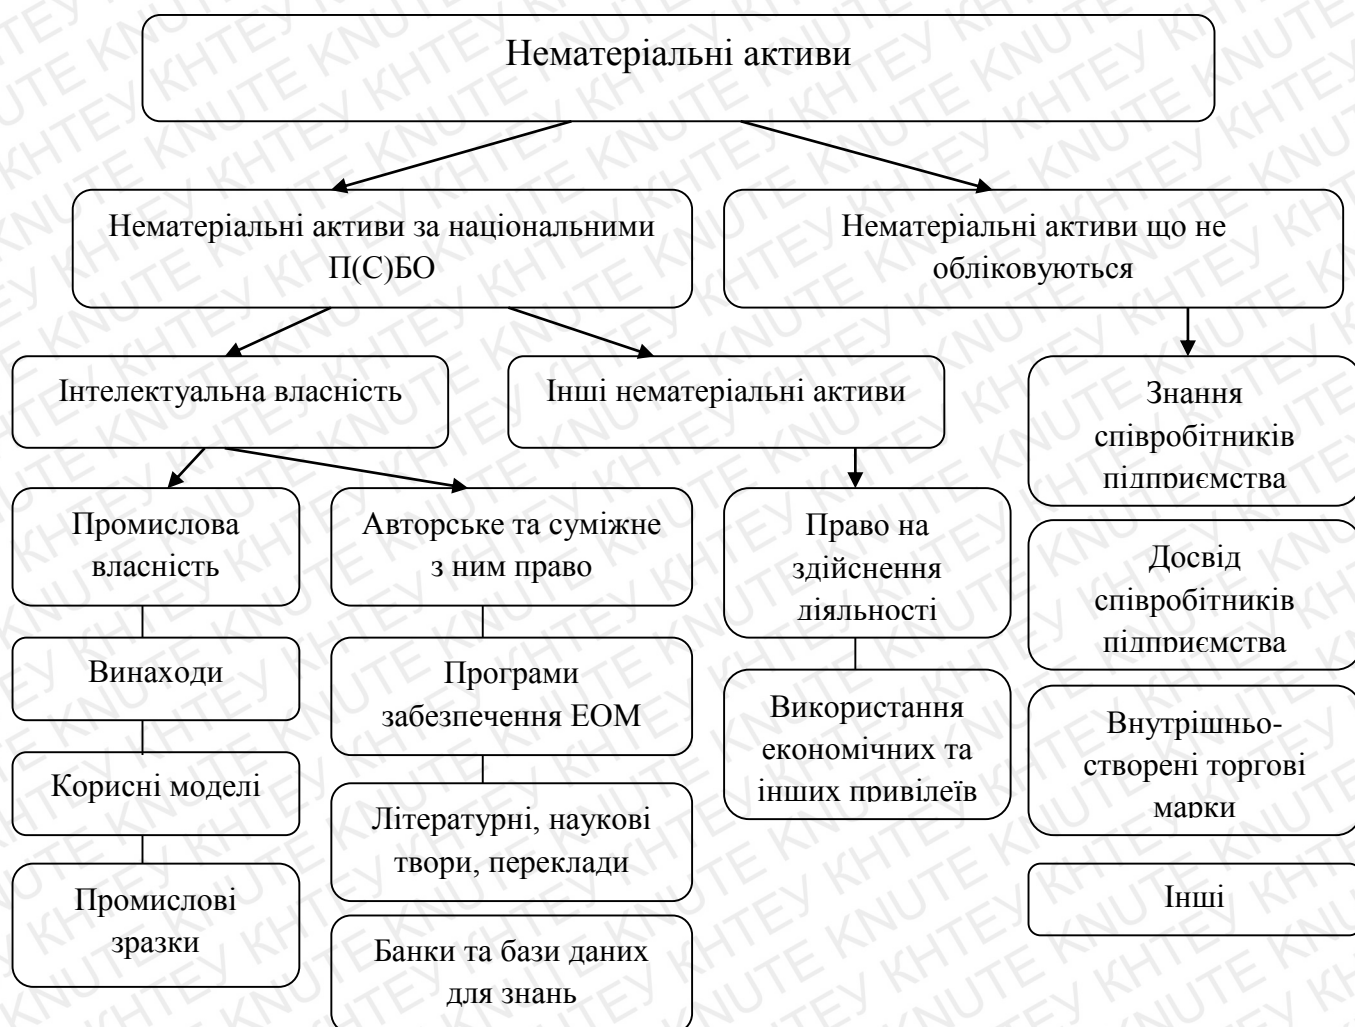 Нематеріальні активи
Нематеріальні активи за національними
П(С)БО
Нематеріальні активи що не
обліковуються
Інтелектуальна власність
Інші нематеріальні активи
Знання
співробітників
підприємства
Промислова
власність
Авторське та суміжне
з ним право
Право на
здійснення
діяльності
Досвід
співробітників
підприємства
Винаходи
Програми
забезпечення ЕОМ
Використання
економічних та
інших привілеїв
Внутрішньо-
створені торгові
марки
Корисні моделі
Літературні, наукові
твори, переклади
Інші
Промислові
зразки
Банки та бази даних
для знань
KNUTE КНТЕУ